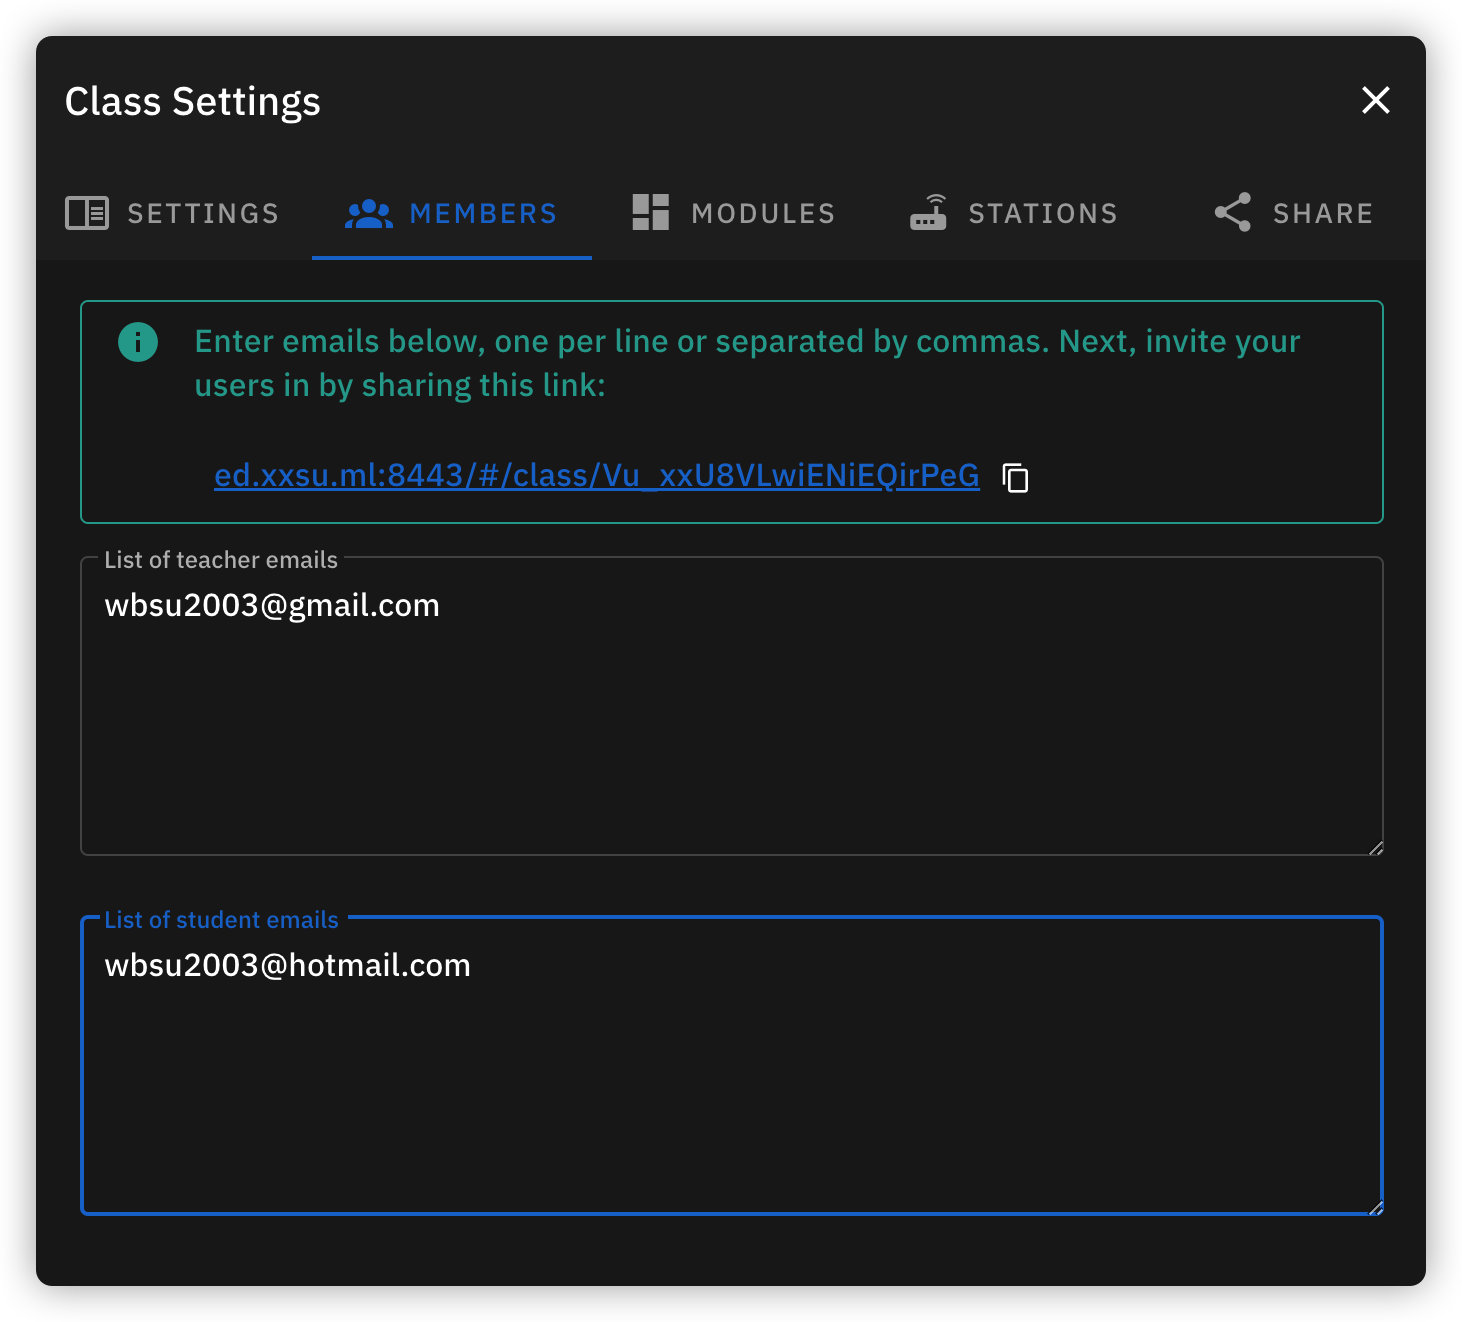 Class Settings
SETTINGS
MEMBERS
MODULES
STATIONS
SHARE
Enter emails below, one per line or separated by commas. Next, invite your
users in by sharing this link:
ed.xxsu.ml:8443/#/class/Vu_xxU8VLwiENiEQirPeG
List of teacher emails
wbsu2003@gmail.com
List of student emails
wbsu2003@hotmail.com